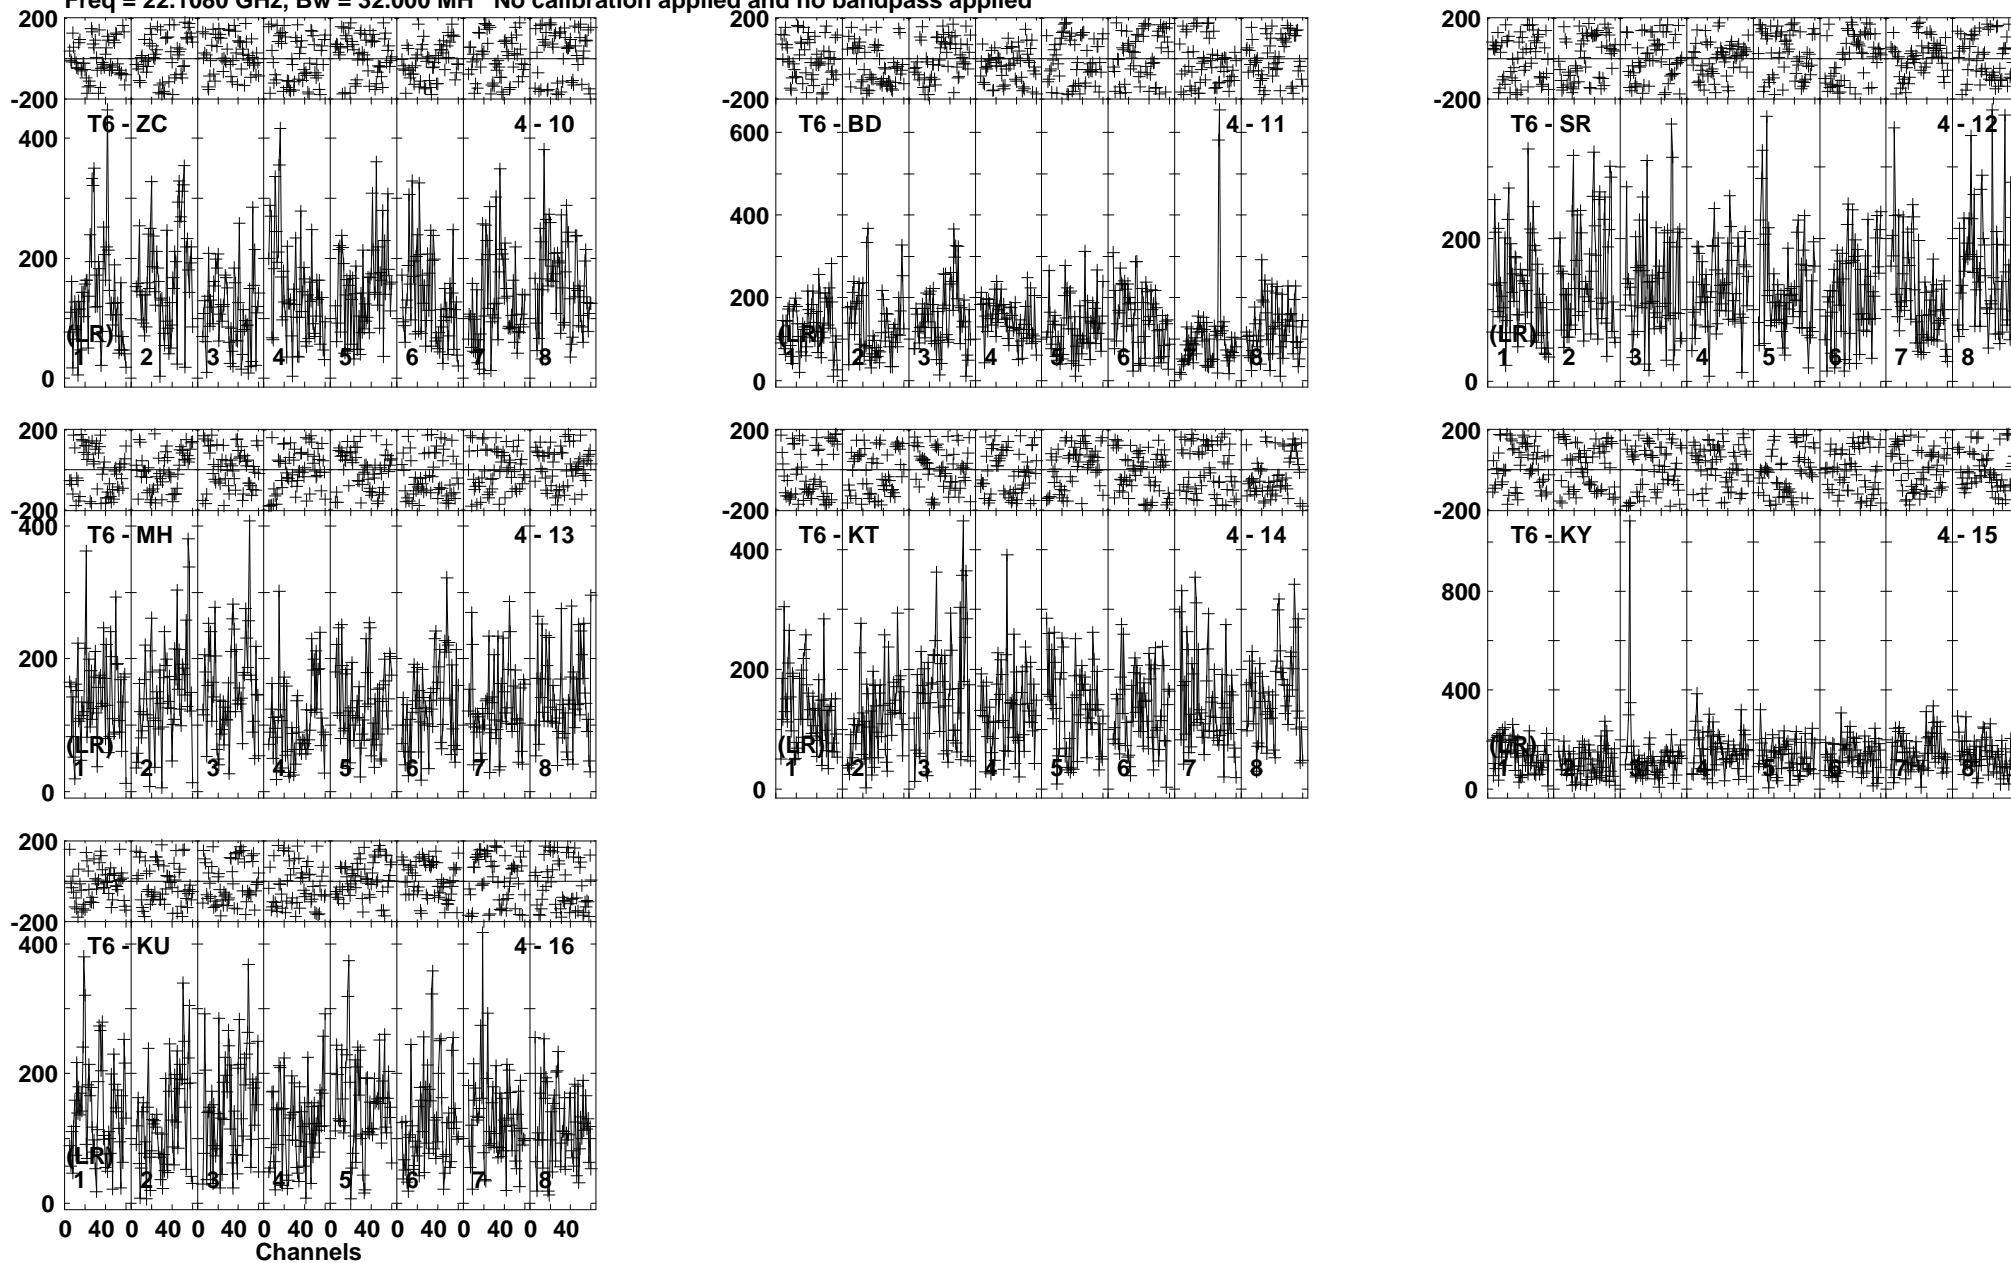 Freq = 22.1080 GHz, Bw = 32.000 MH No calibration applied and no bandpass applied
200
-200
T6 - ZC 4 - 10
400
200
0
(LR)
1 2 3 4 5 6 7 8
200
-200
T6 - BD 4 - 11
600
400
200
0
(LR)
1 2 3 4 5 6 7 8
200
-200
T6 - SR 4 - 12
200
0
(LR)
1 2 3 4 5 6 7 8
200
-200
400
T6 - MH 4 - 13
200
0
(LR)
1 2 3 4 5 6 7 8
200
-200
T6 - KT 4 - 14
400
200
0
(LR)
1 2 3 4 5 6 7 8
200
-200
T6 - KY 4 - 15
800
400
0
(LR)
1 2 3 4 5 6 7 8
200
-200
400
T6 - KU 4 - 16
200
0
(LR)
1 2 3 4 5 6 7 8
0 40 0 40 0 40 0 40 0 40 0 40 0 40 0 40
Channels